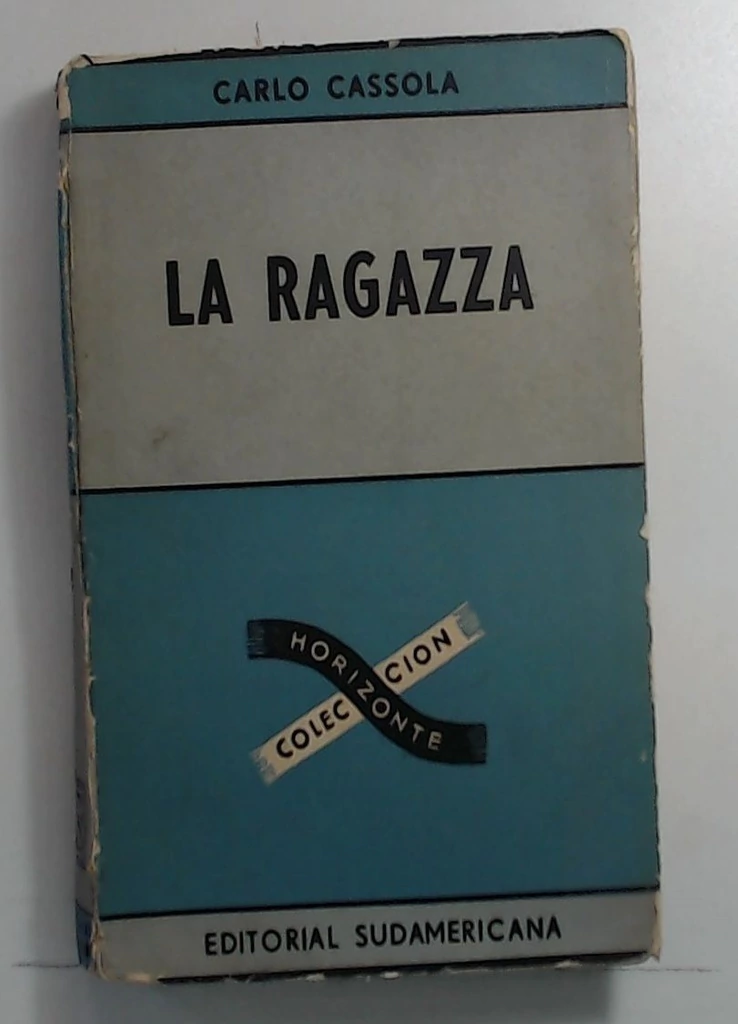 CARLO CASSOLA
LA RAGAZZA
HORIZONTE
COLECCION
EDITORIAL SUDAMERICANA